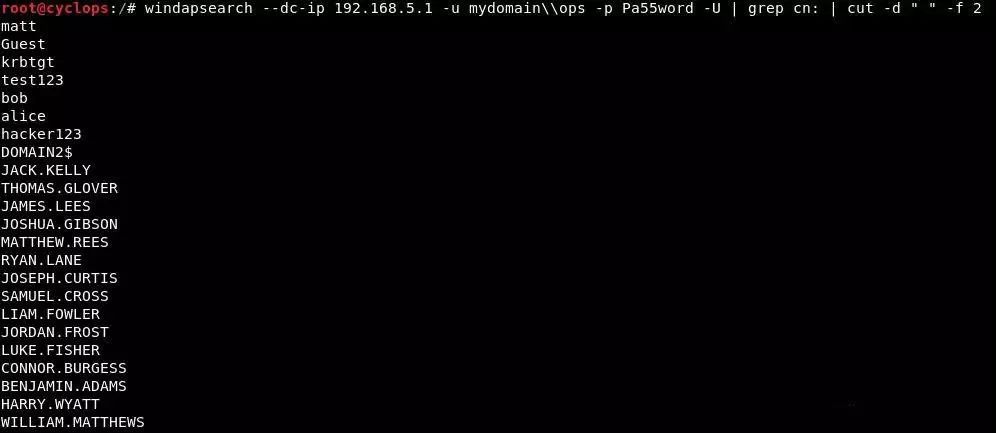 root@cyclops:/# windapsearch --dc-ip 192.168.5.1 -u mydomain\\ops -p Pa55word -U | grep cn: | cut -d " " -f 2
matt
Guest
krbtgt
test123
bob
alice
hacker123
DOMAIN2$
JACK.KELLY
THOMAS.GLOVER
JAMES.LEES
JOSHUA.GIBSON
MATTHEW.REES
RYAN.LANE
JOSEPH.CURTIS
SAMUEL.CROSS
LIAM.FOWLER
JORDAN.FROST
LUKE.FISHER
CONNOR.BURGESS
BENJAMIN.ADAMS
HARRY.WYATT
WILLIAM.MATTHEWS